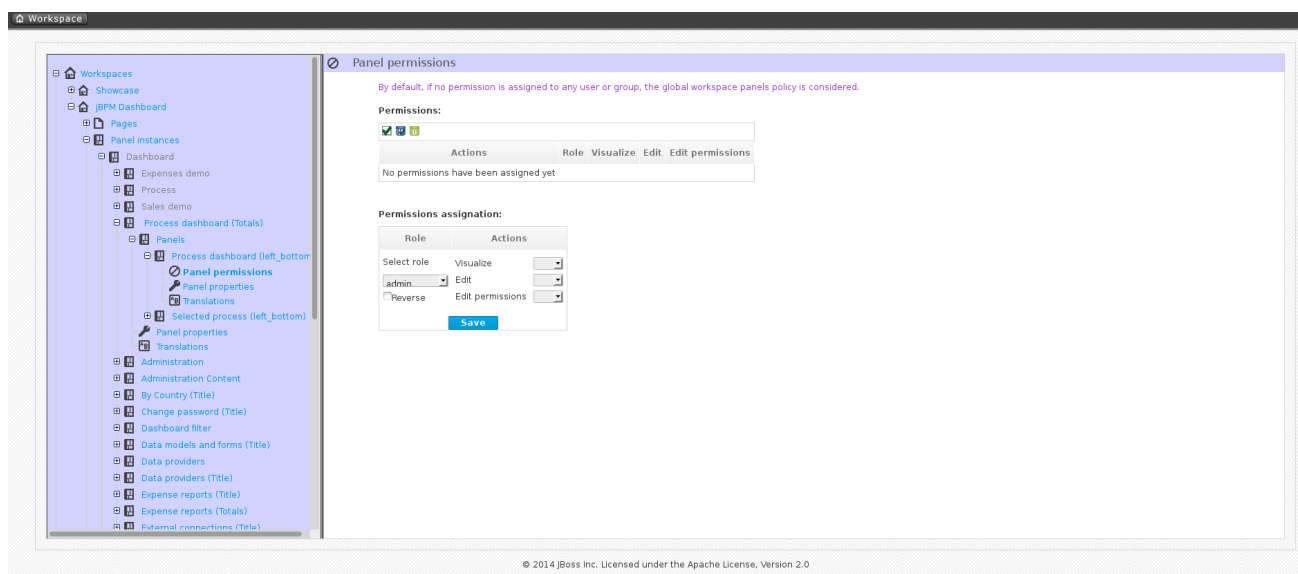 Workspace
Workspaces
Showcase
jBPM Dashboard
Pages
Panel instances
Dashboard
Expenses demo
Process
Sales demo
Process dashboard (Totals)
Panels
Process dashboard (left_bottom
Panel permissions
Panel properties
Translations
Selected process (left_bottom)
Panel properties
Translations
Administration
Administration Content
By Country (Title)
Change password (Title)
Dashboard filter
Data models and forms (Title)
Data providers
Data providers (Title)
Expense reports (Title)
Expense reports (Totals)
External connections (Title)
Panel permissions
By default, if no permission is assigned to any user or group, the global workspace panels policy is considered.
Permissions:
Actions Role Visualize Edit Edit permissions
No permissions have been assigned yet
Permissions assignation:
Role Actions
Select role Visualize
admin Edit
Reverse Edit permissions
Save
© 2014 JBoss Inc. Licensed under the Apache License, Version 2.0